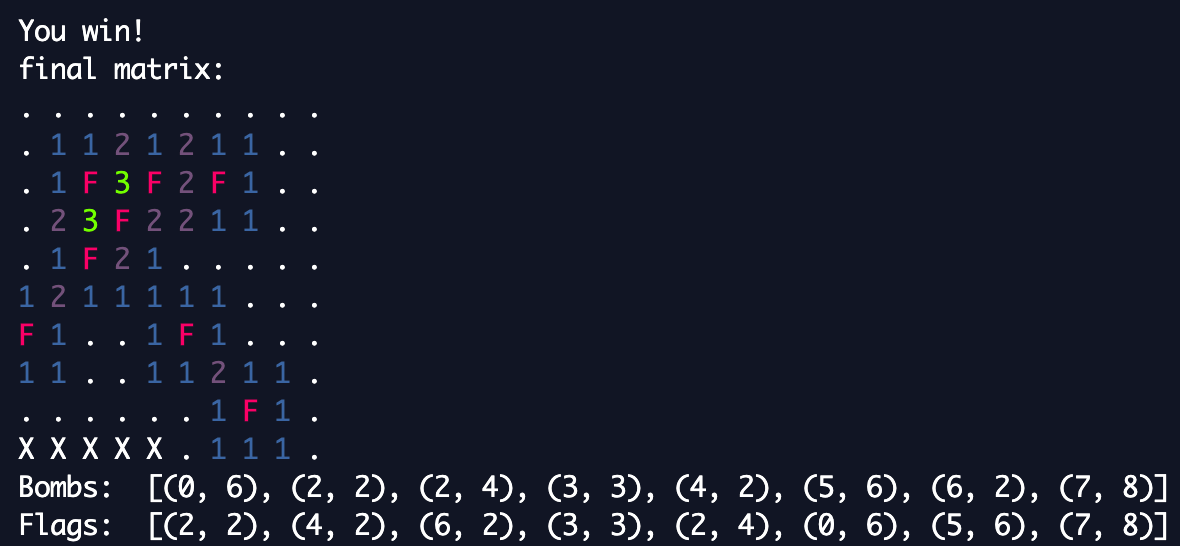 You win!
final matrix:
. . . . . . . . . .
. 1 1 2 1 2 1 1 . .
. 1 F 3 F 2 F 1 . .
. 2 3 F 2 2 1 1 . .
. 1 F 2 1 . . . . .
1 2 1 1 1 1 1 . . .
F 1 . . 1 F 1 . . .
1 1 . . 1 1 2 1 1 .
. . . . . . 1 F 1 .
X X X X X . 1 1 1 .
Bombs:  [(0, 6), (2, 2), (2, 4), (3, 3), (4, 2), (5, 6), (6, 2), (7, 8)]
Flags:  [(2, 2), (4, 2), (6, 2), (3, 3), (2, 4), (0, 6), (5, 6), (7, 8)]